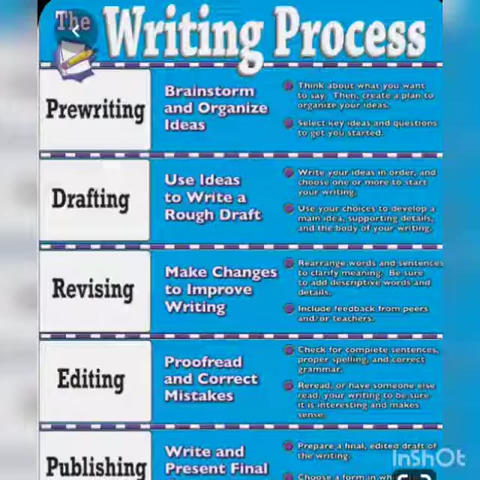 The
Writing Process
Prewriting
Brainstorm
and Organize
Ideas
Think about what you want
to say. Then, create a plan to
organize your ideas.
Select key ideas and questions
to get you started.
Drafting
Use Ideas
to Write a
Rough Draft
Write your ideas in order, and
choose one or more to start
your writing.
Use your choices to develop a
main idea, supporting details,
and the body of your writing.
Revising
Make Changes
to Improve
Writing
Rearrange words and sentences
to clarify meaning. Be sure
to add descriptive words and
details.
Include feedback from peers
and/or teachers.
Editing
Proofread
and Correct
Mistakes
Check for complete sentences,
proper spelling, and correct
grammar.
Reread, or have someone else
read, your writing to be sure
it is interesting and makes
sense.
Publishing
Write and
Present Final
Prepare a final, edited draft of
the writing.
Choose a form in
InShOt